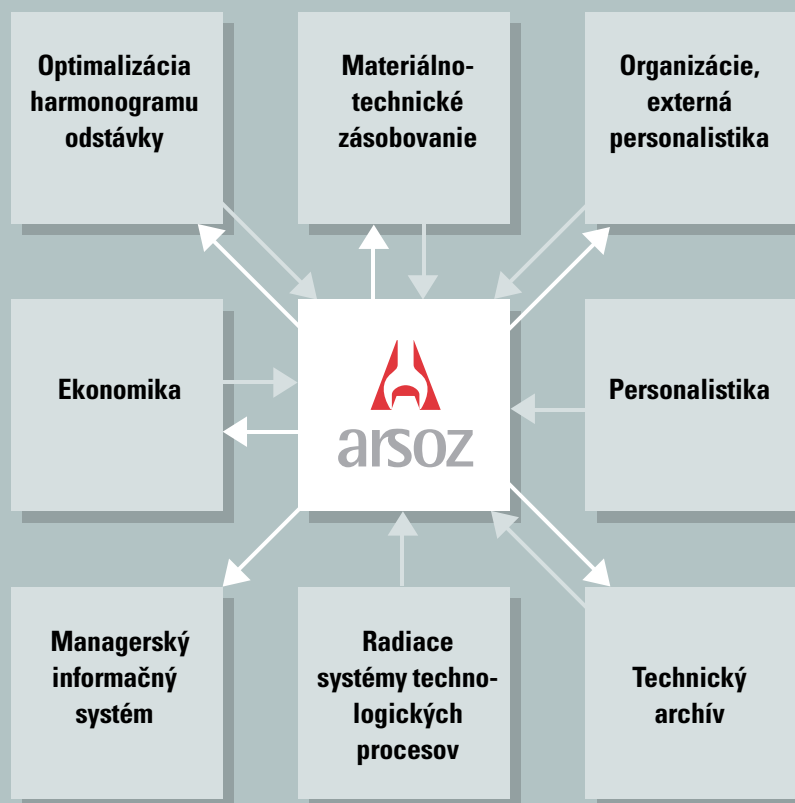 Optimalizácia
harmonogramu
odstávky
Materiálno-
technické
zásobovanie
Organizácie,
externá
personalistika
Ekonomika
arsoz
Personalistika
Managerský
informačný
systém
Radiace
systémy techno-
logických
procesov
Technický
archív